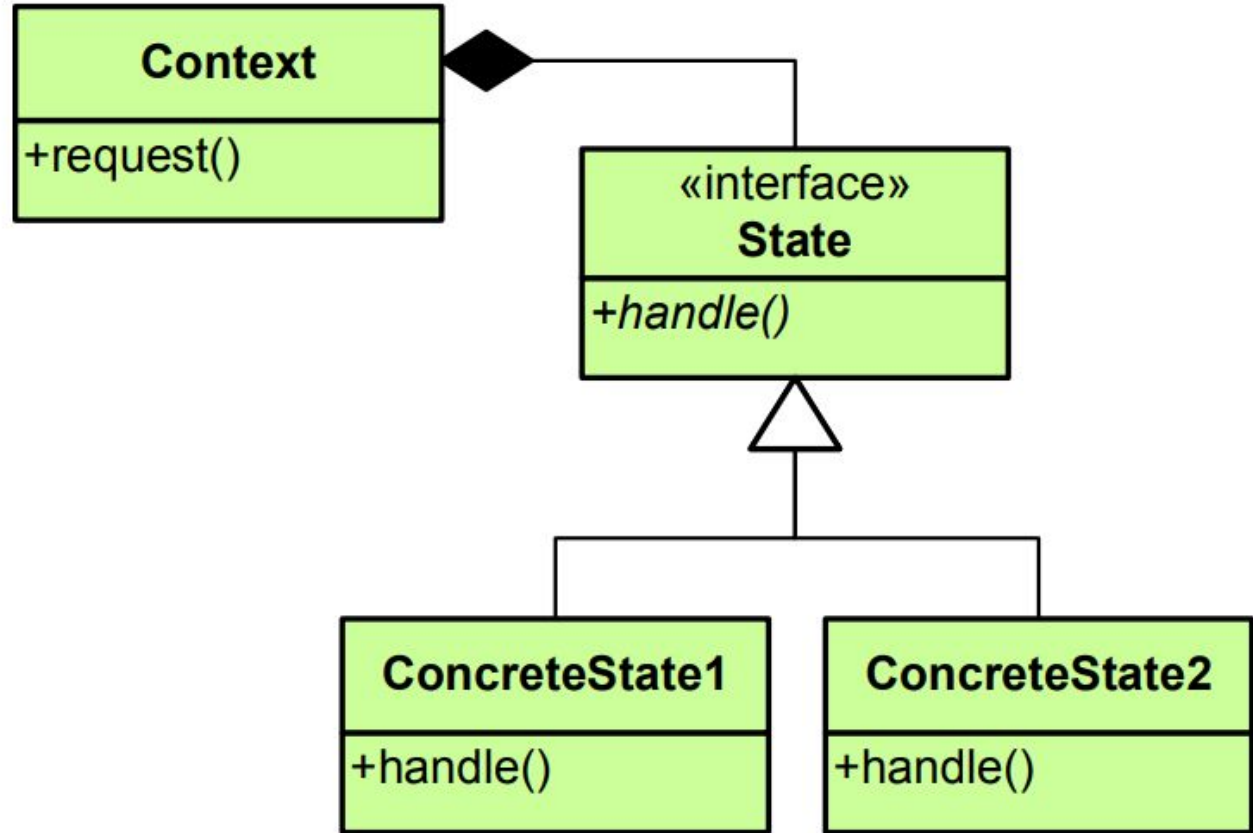 Context
+request()
«interface»
State
+handle()
ConcreteState1
+handle()
ConcreteState2
+handle()